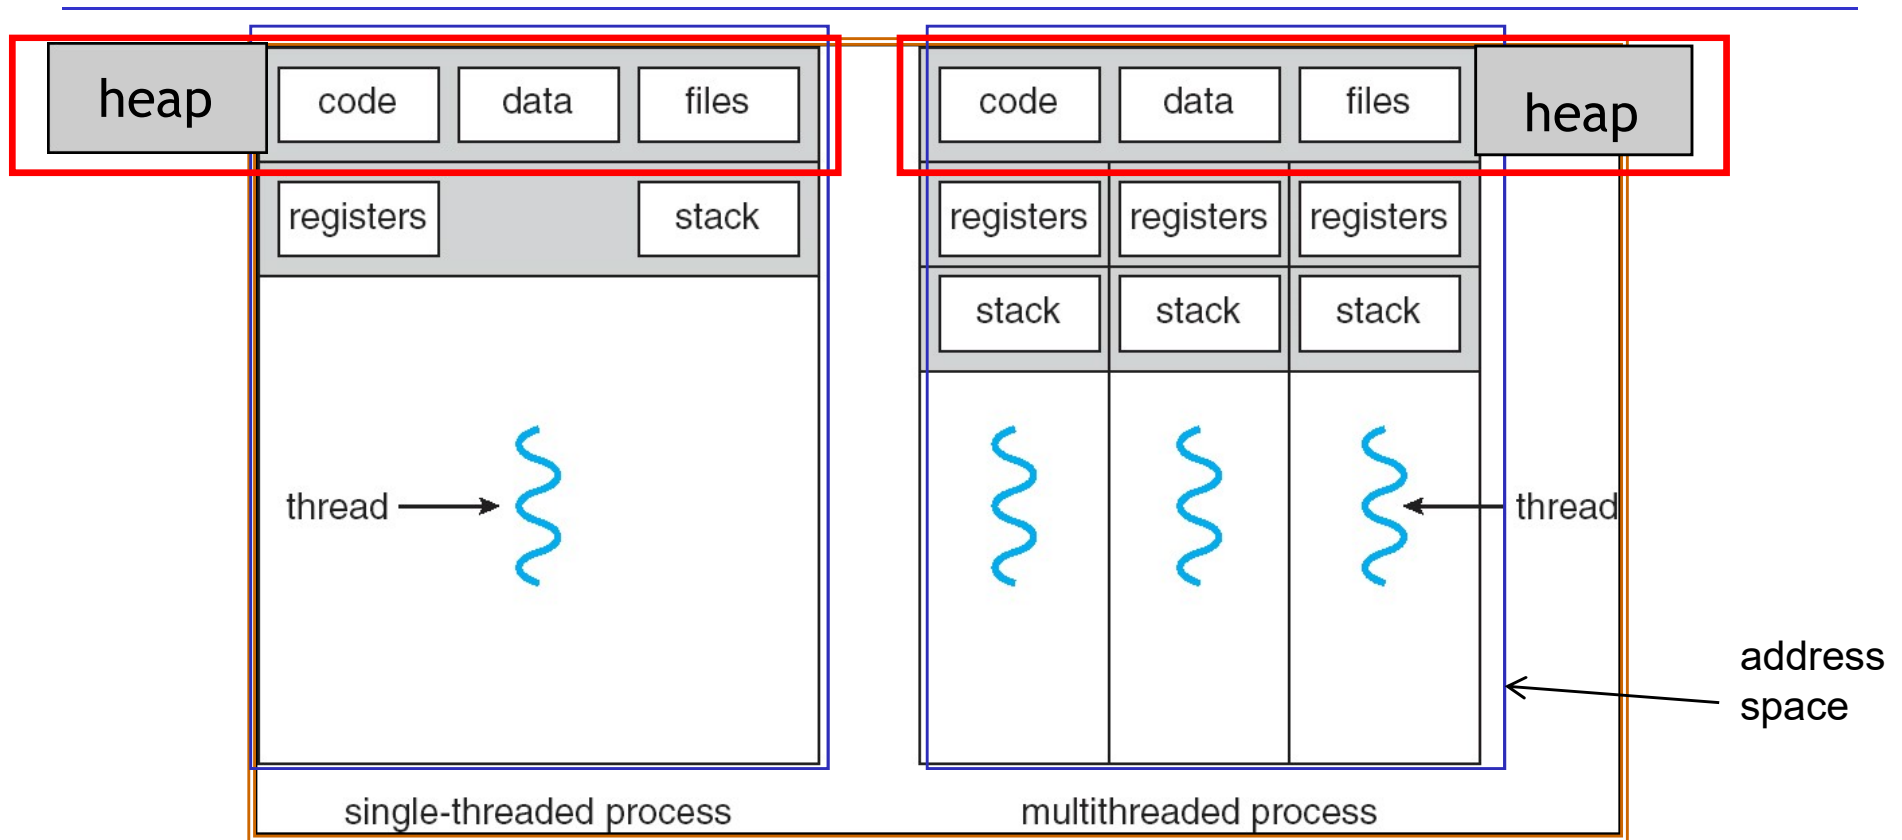 heap
code data files
registers stack
thread
single-threaded process
code data files heap
registers registers registers
stack stack stack
thread
address
space
multithreaded process